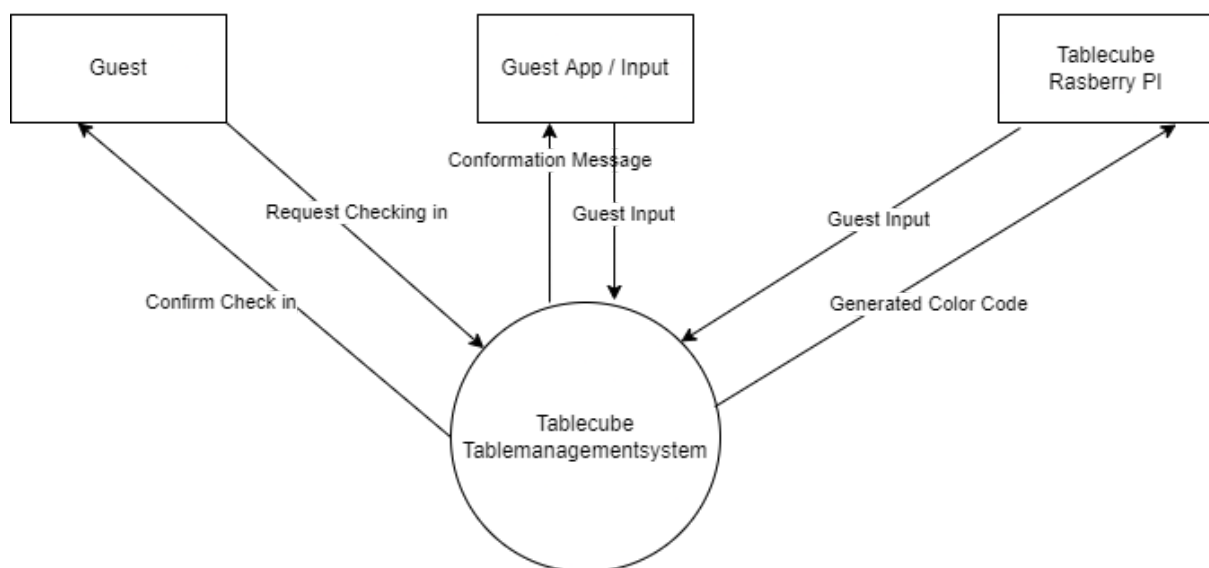 Guest
Guest App / Input
Tablecube
Rasberry PI
Conformation Message
Request Checking in
Guest Input
Guest Input
Confirm Check in
Generated Color Code
Tablecube
Tablemanagementsystem